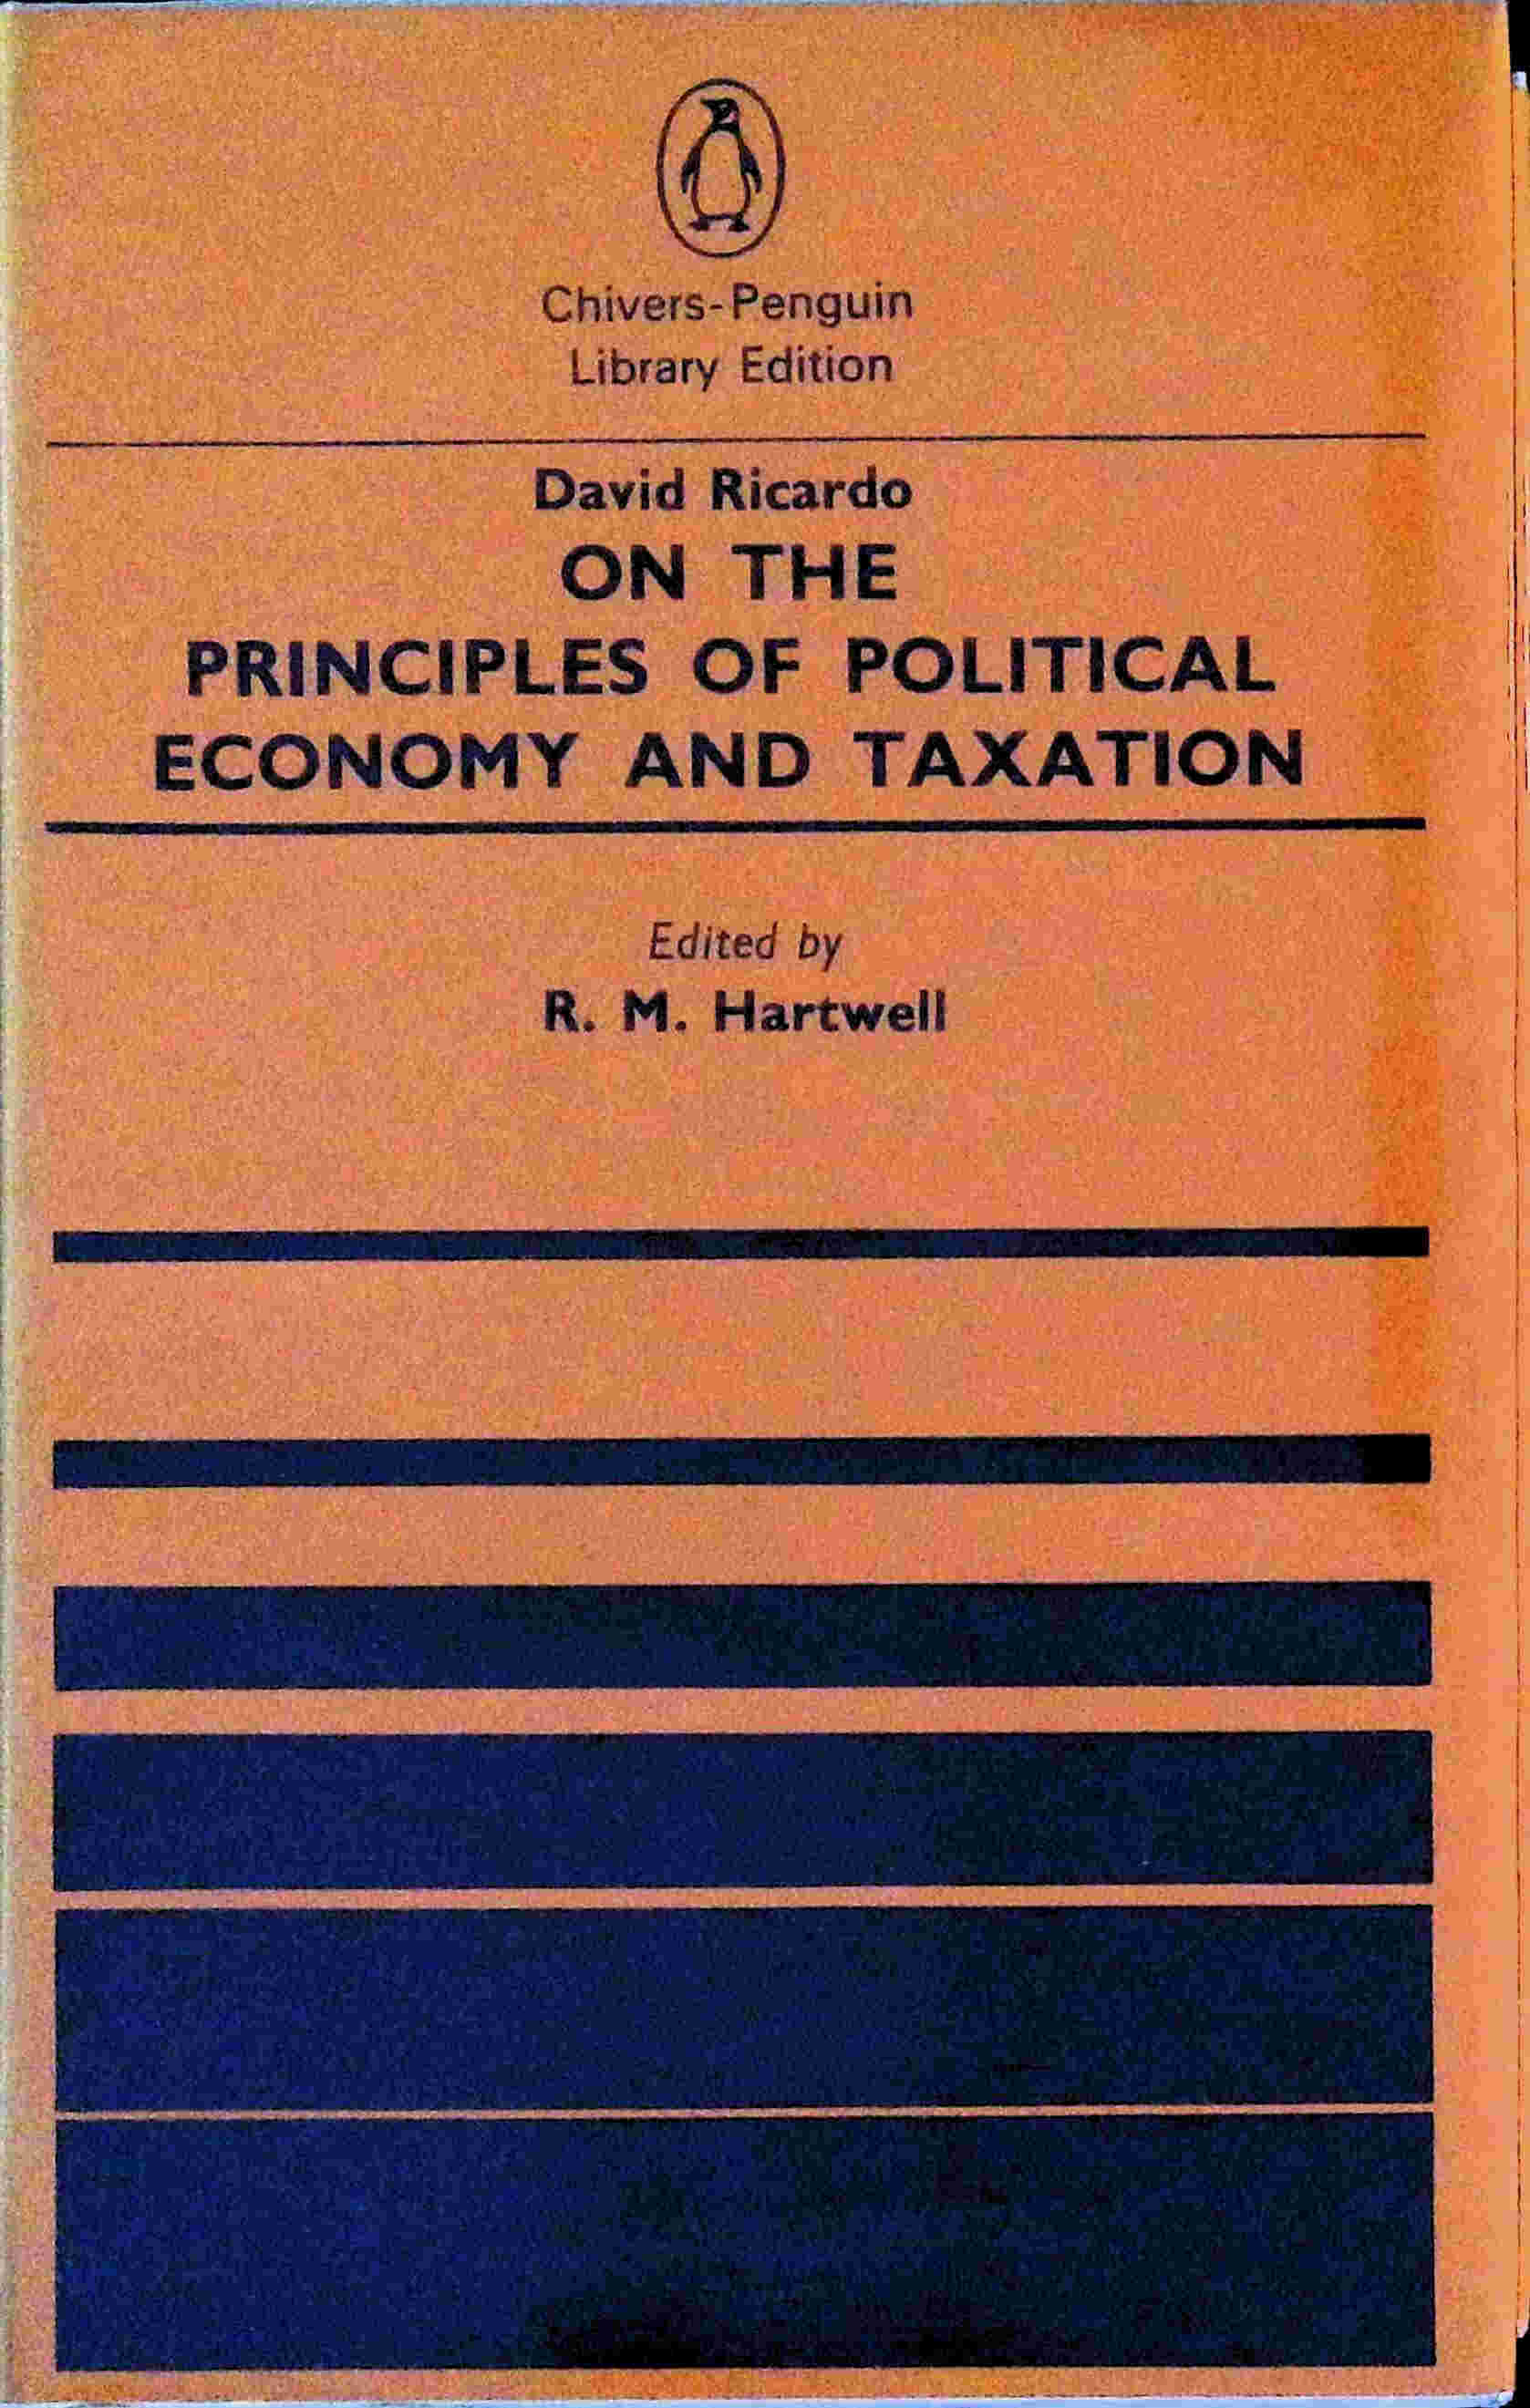 Chivers-Penguin
Library Edition
David Ricardo
ON THE
PRINCIPLES OF POLITICAL
ECONOMY AND TAXATION
Edited by
R. M. Hartwell